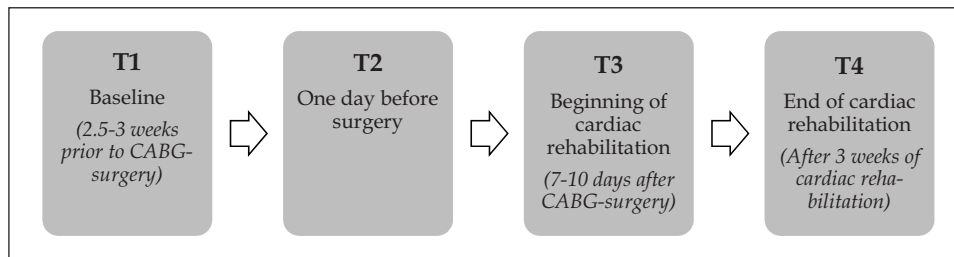 T1
Baseline
(2.5-3 weeks
prior to CABG-
surgery)
T2
One day before
surgery
T3
Beginning of
cardiac
rehabilitation
(7-10 days after
CABG-surgery)
T4
End of cardiac
rehabilitation
(After 3 weeks of
cardiac reha-
bilitation)